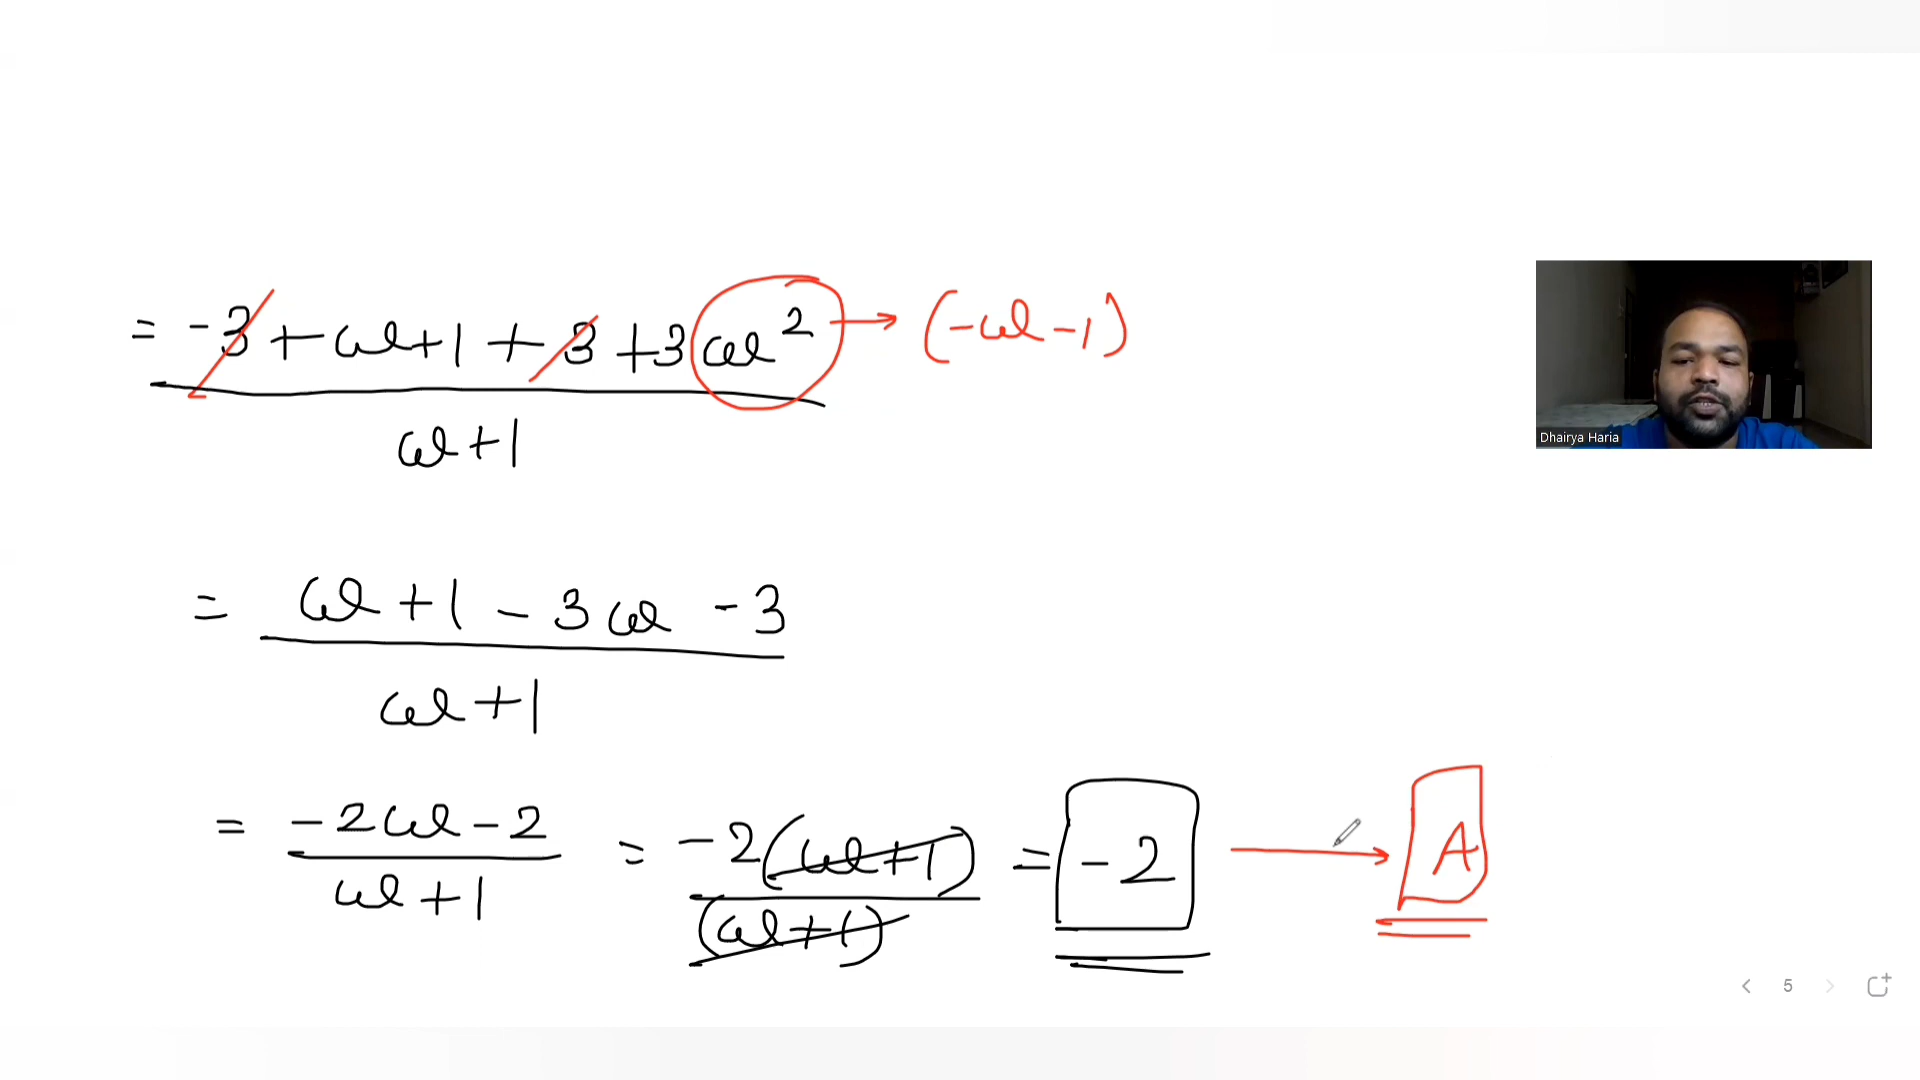 = -3 + ω + 1 + 3 + 3ω² → (-ω - 1)
ω + 1
Dhairya Haria
= ω + 1 - 3ω - 3
ω + 1
= -2ω - 2 = -2(ω + 1) = -2 → A
ω + 1 (ω + 1)
< 5 >